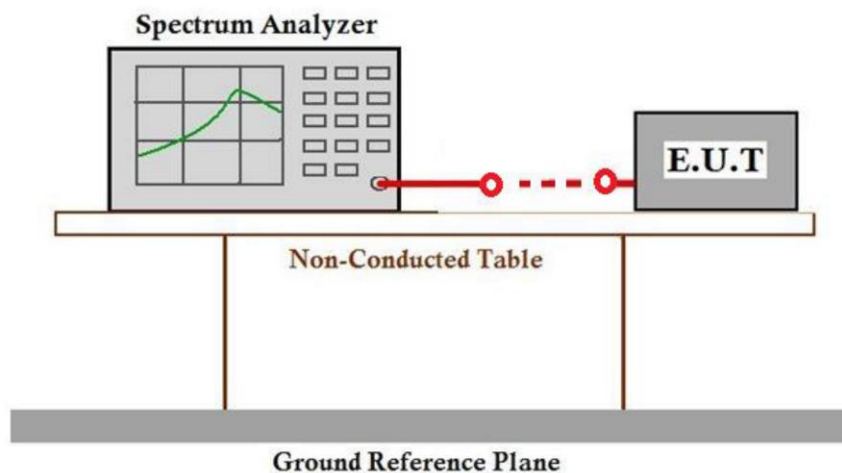 Spectrum Analyzer
E.U.T
Non-Conducted Table
Ground Reference Plane